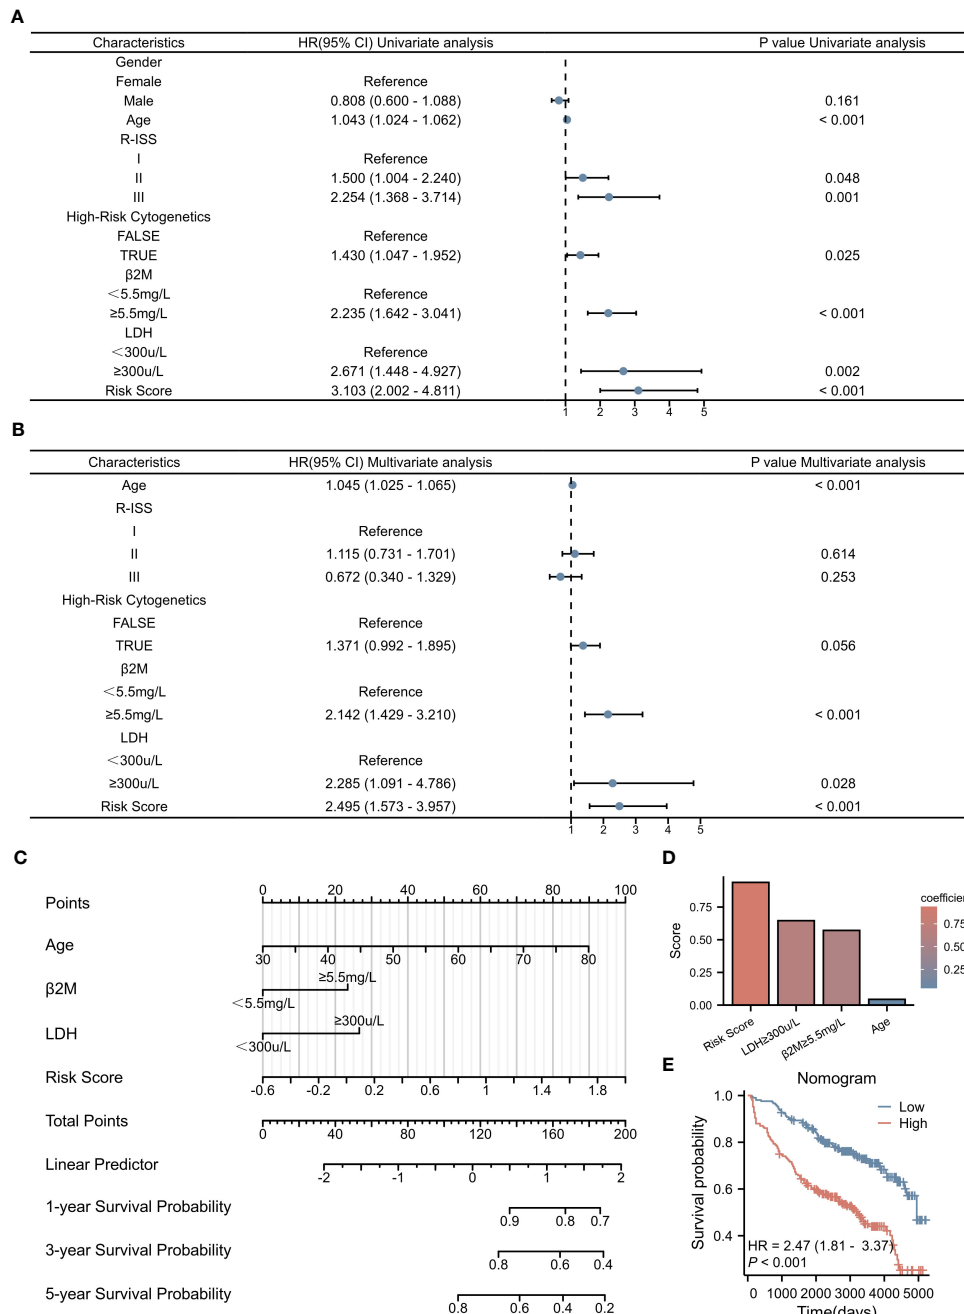 A
Characteristics HR(95% CI) Univariate analysis P value Univariate analysis
Gender
Female Reference
Male 0.808 (0.600 - 1.088) 0.161
Age 1.043 (1.024 - 1.062) < 0.001
R-ISS
I Reference
II 1.500 (1.004 - 2.240) 0.048
III 2.254 (1.368 - 3.714) 0.001
High-Risk Cytogenetics
FALSE Reference
TRUE 1.430 (1.047 - 1.952) 0.025
β2M
＜5.5mg/L Reference
≥5.5mg/L 2.235 (1.642 - 3.041) < 0.001
LDH
＜300u/L Reference
≥300u/L 2.671 (1.448 - 4.927) 0.002
Risk Score 3.103 (2.002 - 4.811) < 0.001
1 2 3 4 5
B
Characteristics HR(95% CI) Multivariate analysis P value Multivariate analysis
Age 1.045 (1.025 - 1.065) < 0.001
R-ISS
I Reference
II 1.115 (0.731 - 1.701) 0.614
III 0.672 (0.340 - 1.329) 0.253
High-Risk Cytogenetics
FALSE Reference
TRUE 1.371 (0.992 - 1.895) 0.056
β2M
＜5.5mg/L Reference
≥5.5mg/L 2.142 (1.429 - 3.210) < 0.001
LDH
＜300u/L Reference
≥300u/L 2.285 (1.091 - 4.786) 0.028
Risk Score 2.495 (1.573 - 3.957) < 0.001
1 2 3 4 5
C
Points 0 20 40 60 80 100
Age 30 40 50 60 70 80
≥5.5mg/L
β2M
＜5.5mg/L
≥300u/L
LDH
＜300u/L
Risk Score
-0.6 -0.2 0.2 0.6 1 1.4 1.8
Total Points
0 40 80 120 160 200
Linear Predictor
-2 -1 0 1 2
1-year Survival Probability
0.9 0.8 0.7
3-year Survival Probability
0.8 0.6 0.4
5-year Survival Probability
0.8 0.6 0.4 0.2
D
Score
0.75
0.50
0.25
0.00
Risk Score LDH≥300u/L β2M≥5.5mg/L Age
coefficien
0.75
0.50
0.25
E
Nomogram
Survival probability
1.0
0.8
0.6
0.4
Low
High
HR = 2.47 (1.81 - 3.37)
P < 0.001
0 1000 2000 3000 4000 5000
Time(days)